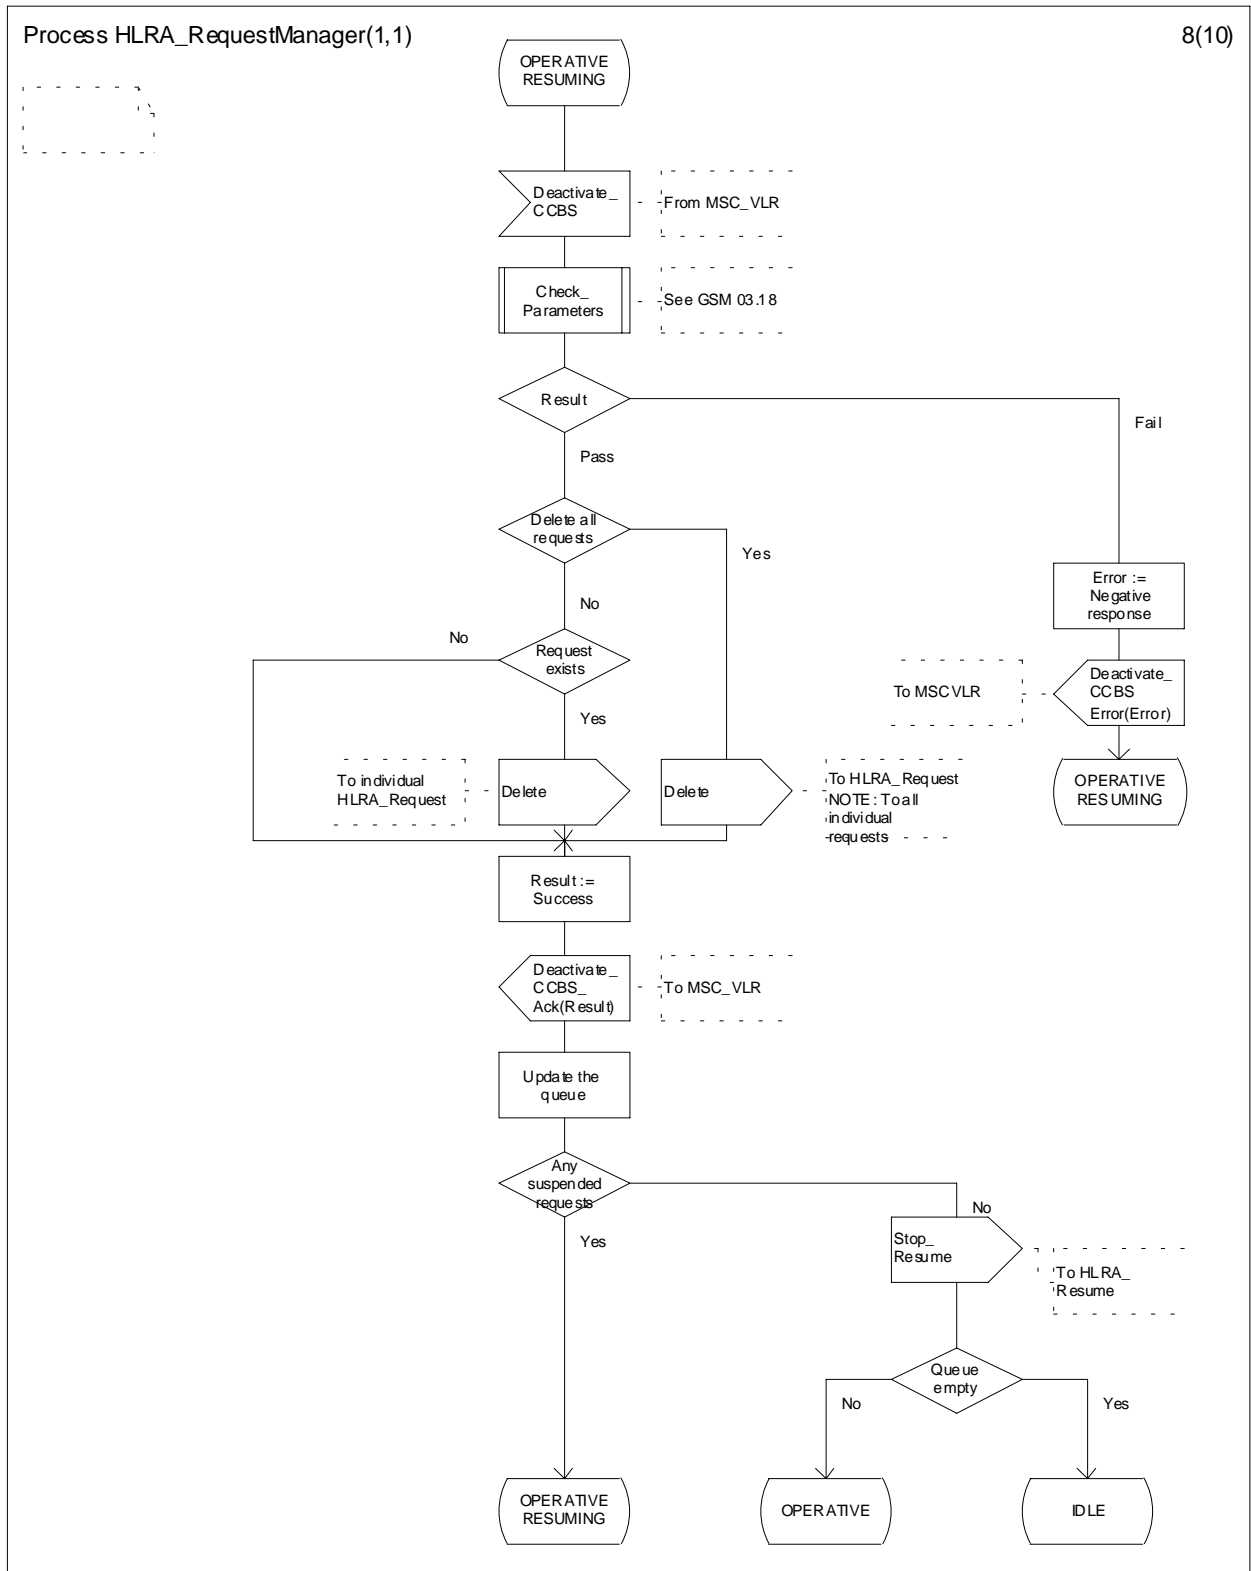 Process HLRA_RequestManager(1,1)
8(10)
OPERATIVE
RESUMING
Deactivate_
CCBS
From MSC_VLR
Check_
Parameters
See GSM 03.18
Result
Fail
Pass
Delete all
requests
Yes
No
Error :=
Negative
response
No
Request
exists
Deactivate_
CCBS
Error(Error)
To MSCVLR
Yes
To individual
HLRA_Request
Delete
Delete
To HLRA_Request
NOTE: To all
individual
requests
OPERATIVE
RESUMING
Result :=
Success
Deactivate_
CCBS_
Ack(Result)
To MSC_VLR
Update the
queue
Any
suspended
requests
No
Yes
Stop_
Resume
To HLRA_
Resume
Queue
empty
No
Yes
OPERATIVE
RESUMING
OPERATIVE
IDLE